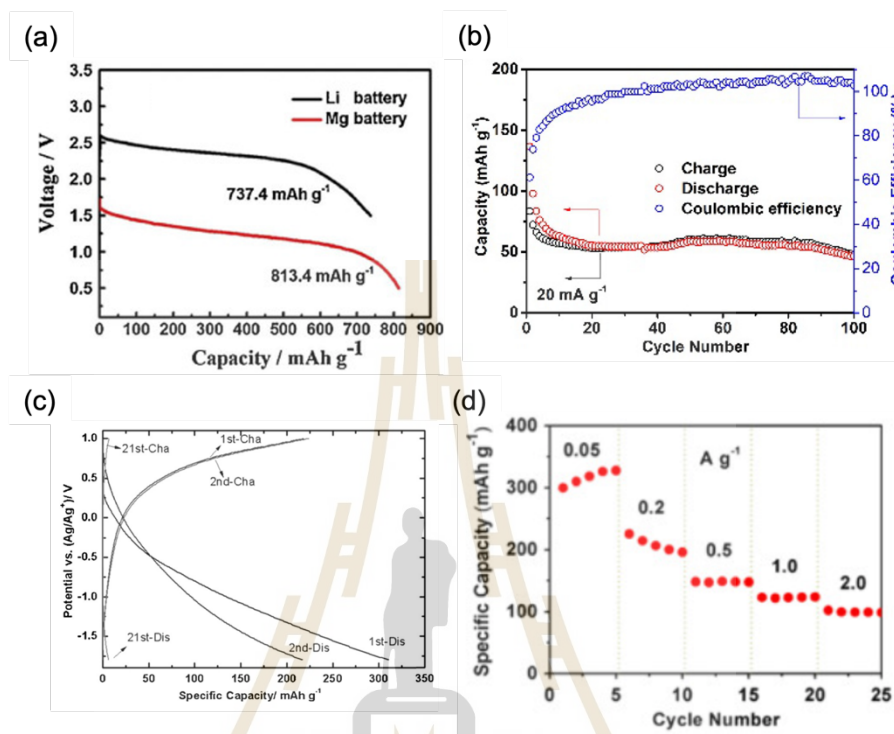 (a)
3.5
3.0
2.5
2.0
1.5
1.0
0.5
Voltage / V
Li battery
Mg battery
737.4 mAh g-1
813.4 mAh g-1
0 100 200 300 400 500 600 700 800 900
Capacity / mAh g-1
(b)
200
150
100
50
0
Capacity (mAh g-1)
Charge
Discharge
Coulombic efficiency
20 mA g-1
0 20 40 60 80 100
Cycle Number
100
75
50
25
0
(c)
1.0
0.5
0.0
-0.5
-1.0
-1.5
Potential vs. (Ag/Ag+)/ V
21st-Cha
1st-Cha
2nd-Cha
21st-Dis
2nd-Dis
1st-Dis
0 50 100 150 200 250 300 350
Specific Capacity/ mAh g-1
(d)
400
300
200
100
0
Specific Capacity (mAh g-1)
0.05
A g-1
0.2
0.5
1.0
2.0
0 5 10 15 20 25
Cycle Number